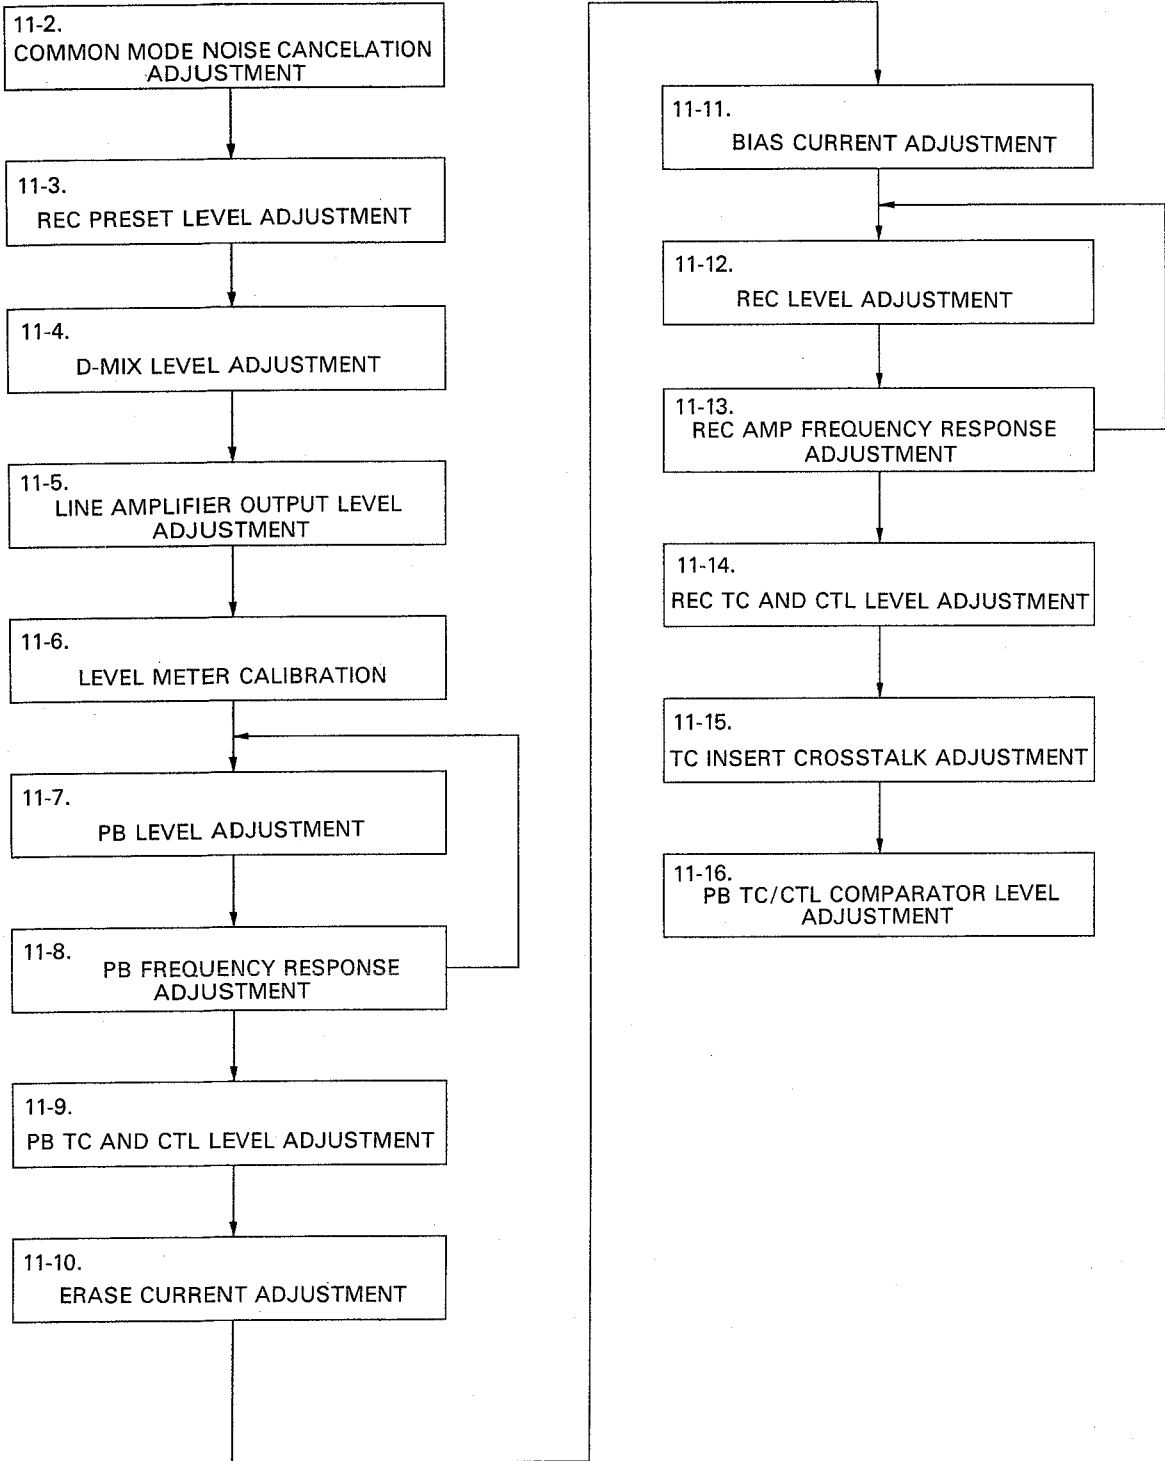 11-2.
COMMON MODE NOISE CANCELATION
ADJUSTMENT
11-3.
REC PRESET LEVEL ADJUSTMENT
11-4.
D-MIX LEVEL ADJUSTMENT
11-5.
LINE AMPLIFIER OUTPUT LEVEL
ADJUSTMENT
11-6.
LEVEL METER CALIBRATION
11-7.
PB LEVEL ADJUSTMENT
11-8.
PB FREQUENCY RESPONSE
ADJUSTMENT
11-9.
PB TC AND CTL LEVEL ADJUSTMENT
11-10.
ERASE CURRENT ADJUSTMENT
11-11.
BIAS CURRENT ADJUSTMENT
11-12.
REC LEVEL ADJUSTMENT
11-13.
REC AMP FREQUENCY RESPONSE
ADJUSTMENT
11-14.
REC TC AND CTL LEVEL ADJUSTMENT
11-15.
TC INSERT CROSSTALK ADJUSTMENT
11-16.
PB TC/CTL COMPARATOR LEVEL
ADJUSTMENT